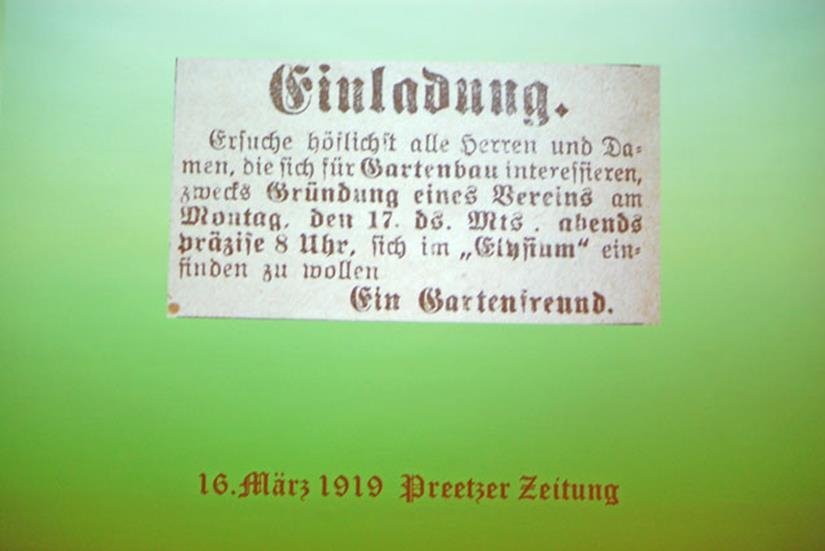 Einladung.
Ersuche höflichst alle Herren und Da=
men, die sich für Gartenbau interessieren,
zwecks Gründung eines Vereins am
Montag, den 17. ds. Mts., abends
präzise 8 Uhr, sich im „Elysium“ ein=
finden zu wollen
Ein Gartenfreund.
16.März 1919 Preetzer Zeitung